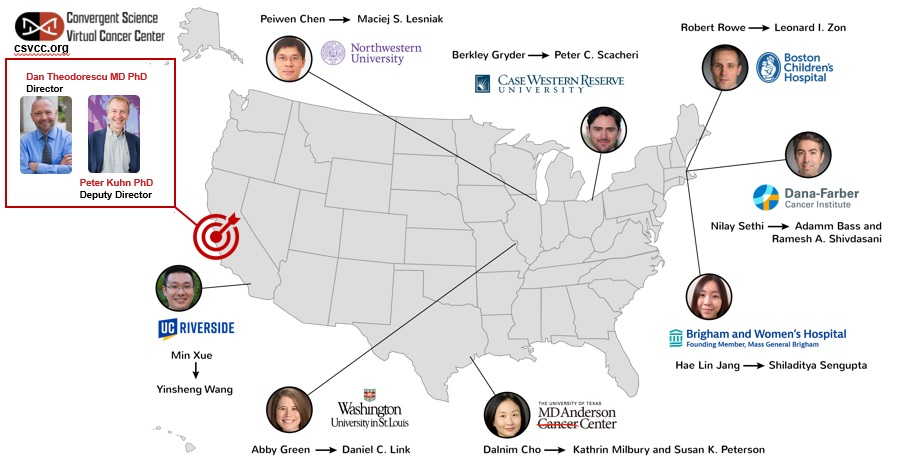 Convergent Science
Virtual Cancer Center
csvcc.org
Dan Theodorescu MD PhD
Director
Peter Kuhn PhD
Deputy Director
Peiwen Chen → Maciej S. Lesniak
Northwestern
University
Berkley Gryder → Peter C. Scacheri
CASE WESTERN RESERVE
UNIVERSITY
Robert Rowe → Leonard I. Zon
Boston
Children's
Hospital
Dana-Farber
Cancer Institute
Nilay Sethi → Adamm Bass and
Ramesh A. Shivdasani
Brigham and Women's Hospital
Founding Member, Mass General Brigham
Hae Lin Jang → Shiladitya Sengupta
UC RIVERSIDE
Min Xue
↓
Yinsheng Wang
Washington
University in St.Louis
Abby Green → Daniel C. Link
THE UNIVERSITY OF TEXAS
MD Anderson
Cancer Center
Dalnim Cho → Kathrin Milbury and Susan K. Peterson